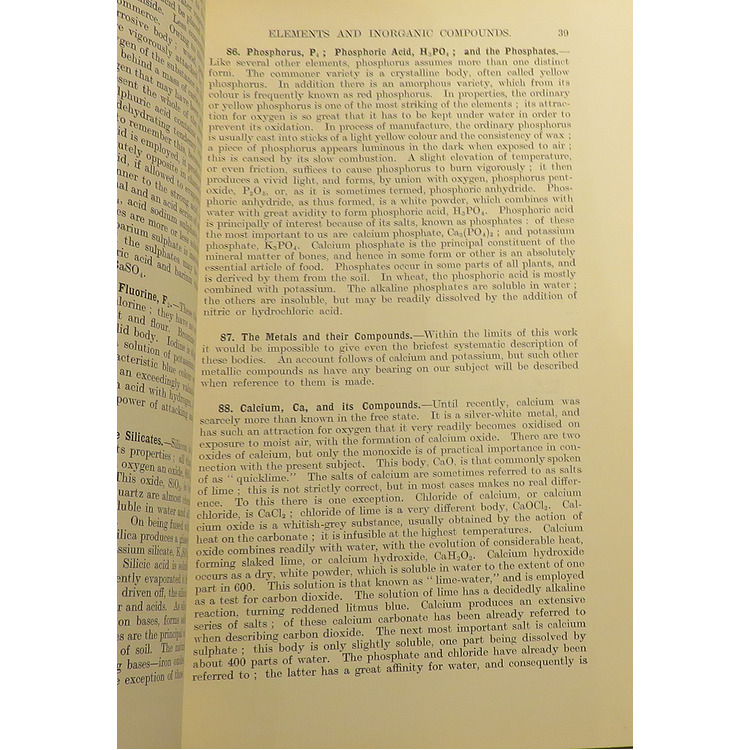 ELEMENTS AND INORGANIC COMPOUNDS. 39
86. Phosphorus, P₄ ; Phosphoric Acid, H₃PO₄ ; and the Phosphates.—
Like several other elements, phosphorus assumes more than one distinct
form. The commoner variety is a crystalline body, often called yellow
phosphorus. In addition there is an amorphous variety, which from its
colour is frequently known as red phosphorus. In properties, the ordinary
or yellow phosphorus is one of the most striking of the elements ; its attrac-
tion for oxygen is so great that it has to be kept under water in order to
prevent its oxidation. In process of manufacture, the ordinary phosphorus
is usually cast into sticks of a light yellow colour and the consistency of wax ;
a piece of phosphorus appears luminous in the dark when exposed to air ;
this is caused by its slow combustion. A slight elevation of temperature,
or even friction, suffices to cause phosphorus to burn vigorously ; it then
produces a vivid light, and forms, by union with oxygen, phosphorus pent-
oxide, P₂O₅, or, as it is sometimes termed, phosphoric anhydride. Phos-
phoric anhydride, as thus formed, is a white powder, which combines with
water with great avidity to form phosphoric acid, H₃PO₄. Phosphoric acid
is principally of interest because of its salts, known as phosphates : of these
the most important to us are calcium phosphate, Ca₃(PO₄)₂ ; and potassium
phosphate, K₃PO₄. Calcium phosphate is the principal constituent of the
mineral matter of bones, and hence in some form or other is an absolutely
essential article of food. Phosphates occur in some parts of all plants, and
is derived by them from the soil. In wheat, the phosphoric acid is mostly
combined with potassium. The alkaline phosphates are soluble in water ;
the others are insoluble, but may be readily dissolved by the addition of
nitric or hydrochloric acid.
87. The Metals and their Compounds.—Within the limits of this work
it would be impossible to give even the briefest systematic description of
these bodies. An account follows of calcium and potassium, but such other
metallic compounds as have any bearing on our subject will be described
when reference to them is made.
88. Calcium, Ca, and its Compounds.—Until recently, calcium was
scarcely more than known in the free state. It is a silver-white metal, and
has such an attraction for oxygen that it very readily becomes oxidised on
exposure to moist air, with the formation of calcium oxide. There are two
oxides of calcium, but only the monoxide is of practical importance in con-
nection with the present subject. This body, CaO, is that commonly spoken
of as " quicklime." The salts of calcium are sometimes referred to as salts
of lime ; this is not strictly correct, but in most cases makes no real differ-
ence. To this there is one exception. Chloride of calcium, or calcium
chloride, is CaCl₂ ; chloride of lime is a very different body, CaOCl₂. Cal-
cium oxide is a whitish-grey substance, usually obtained by the action of
heat on the carbonate ; it is infusible at the highest temperatures. Calcium
oxide combines readily with water, with the evolution of considerable heat,
forming slaked lime, or calcium hydroxide, CaH₂O₂. Calcium hydroxide
occurs as a dry, white powder, which is soluble in water to the extent of one
part in 600. This solution is that known as " lime-water," and is employed
as a test for carbon dioxide. The solution of lime has a decidedly alkaline
reaction, turning reddened litmus blue. Calcium produces an extensive
series of salts ; of these calcium carbonate has been already referred to
when describing carbon dioxide. The next most important salt is calcium
sulphate ; this body is only slightly soluble, one part being dissolved by
about 400 parts of water. The phosphate and chloride have already been
referred to ; the latter has a great affinity for water, and consequently is